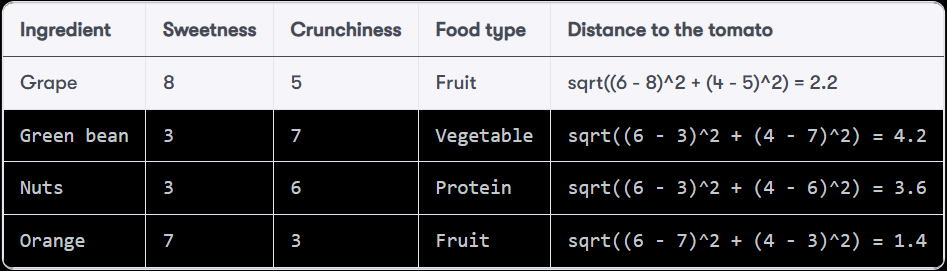 Ingredient Sweetness Crunchiness Food type Distance to the tomato
Grape 8 5 Fruit sqrt((6 - 8)^2 + (4 - 5)^2) = 2.2
Green bean 3 7 Vegetable sqrt((6 - 3)^2 + (4 - 7)^2) = 4.2
Nuts 3 6 Protein sqrt((6 - 3)^2 + (4 - 6)^2) = 3.6
Orange 7 3 Fruit sqrt((6 - 7)^2 + (4 - 3)^2) = 1.4